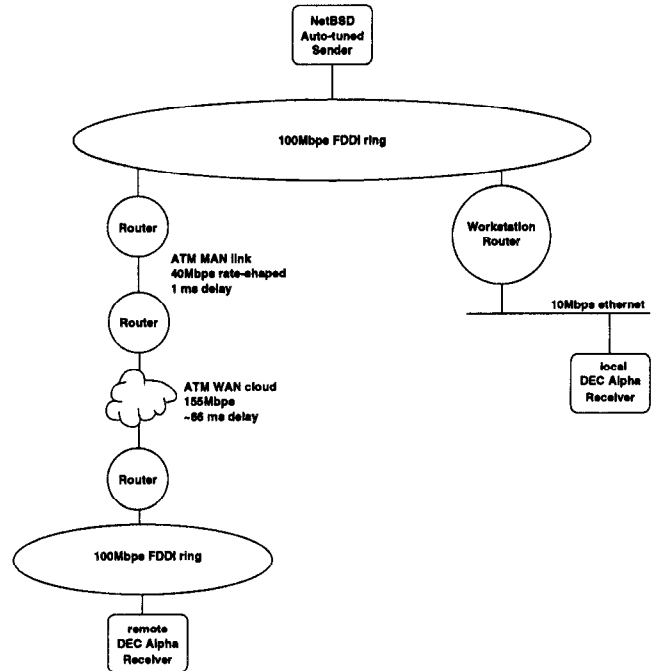 NetBSD
Auto-tuned
Sender
100Mbps FDDI ring
Router
Workstation
Router
ATM MAN link
40Mbps rate-shaped
1 ms delay
Router
10Mbps ethernet
local
DEC Alpha
Receiver
ATM WAN cloud
155Mbps
~66 ms delay
Router
100Mbps FDDI ring
remote
DEC Alpha
Receiver